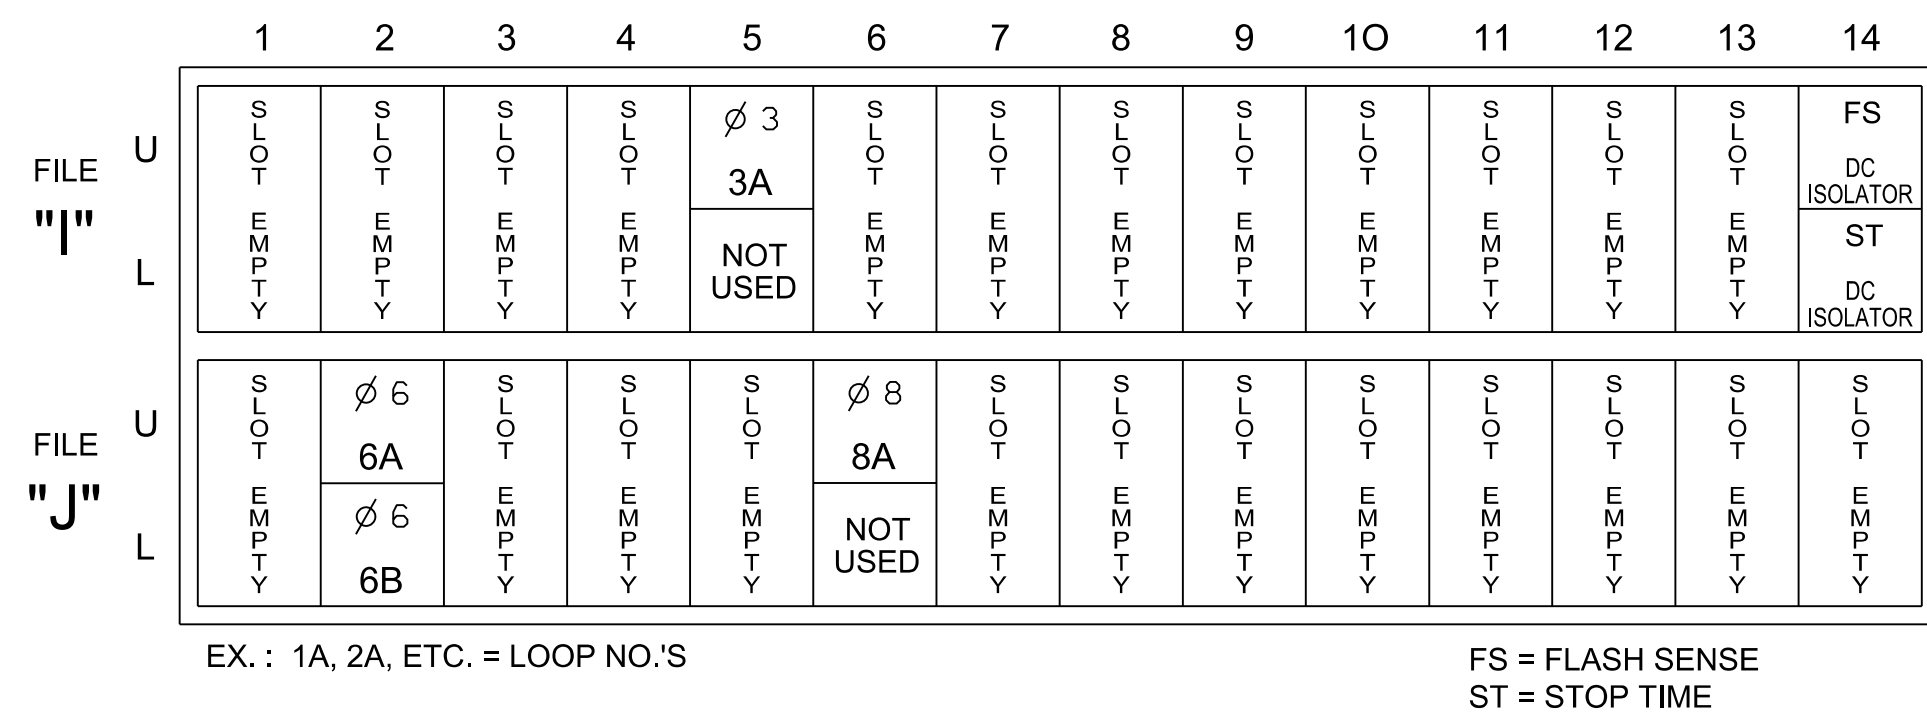 1 2 3 4 5 6 7 8 9 10 11 12 13 14
FILE "I"
U
L
SLOT EMPTY
SLOT EMPTY
SLOT EMPTY
SLOT EMPTY
Ø 3
3A
NOT
USED
SLOT EMPTY
SLOT EMPTY
SLOT EMPTY
SLOT EMPTY
SLOT EMPTY
SLOT EMPTY
SLOT EMPTY
SLOT EMPTY
FS
DC
ISOLATOR
ST
DC
ISOLATOR
FILE "J"
U
L
SLOT EMPTY
Ø 6
6A
Ø 6
6B
SLOT EMPTY
SLOT EMPTY
SLOT EMPTY
Ø 8
8A
NOT
USED
SLOT EMPTY
SLOT EMPTY
SLOT EMPTY
SLOT EMPTY
SLOT EMPTY
SLOT EMPTY
SLOT EMPTY
SLOT EMPTY
EX. : 1A, 2A, ETC. = LOOP NO.'S
FS = FLASH SENSE
ST = STOP TIME